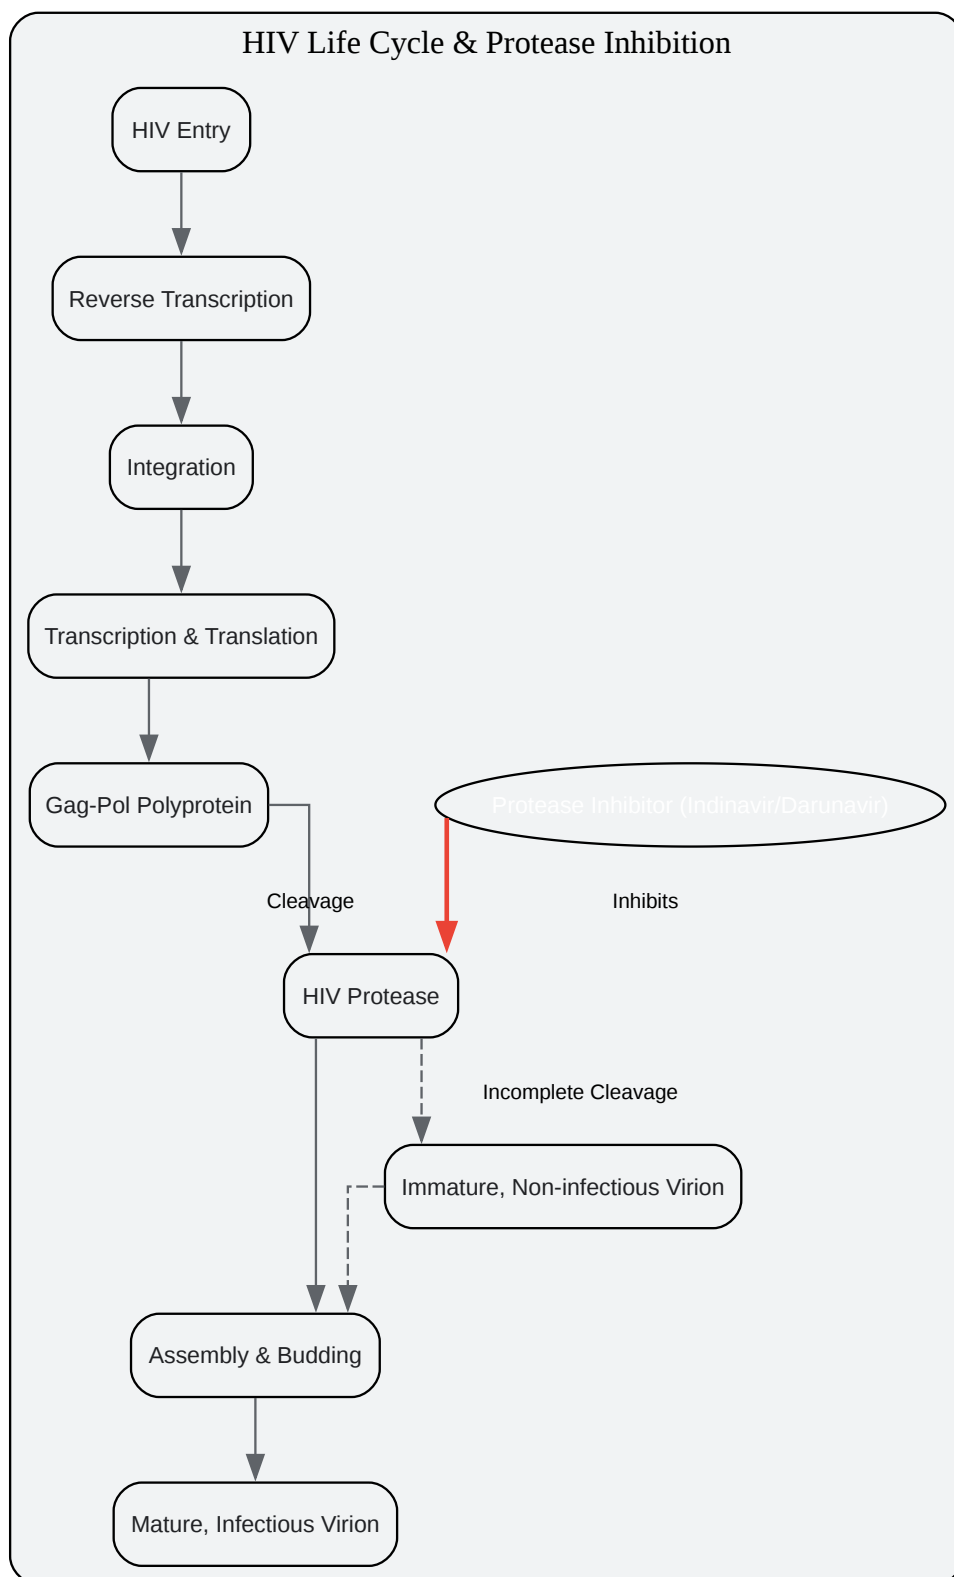 HIV Life Cycle & Protease Inhibition
HIV Entry
Reverse Transcription
Integration
Transcription & Translation
Gag-Pol Polyprotein
Protease Inhibitor (Indinavir/Darunavir)
Cleavage
Inhibits
HIV Protease
Incomplete Cleavage
Immature, Non-infectious Virion
Assembly & Budding
Mature, Infectious Virion